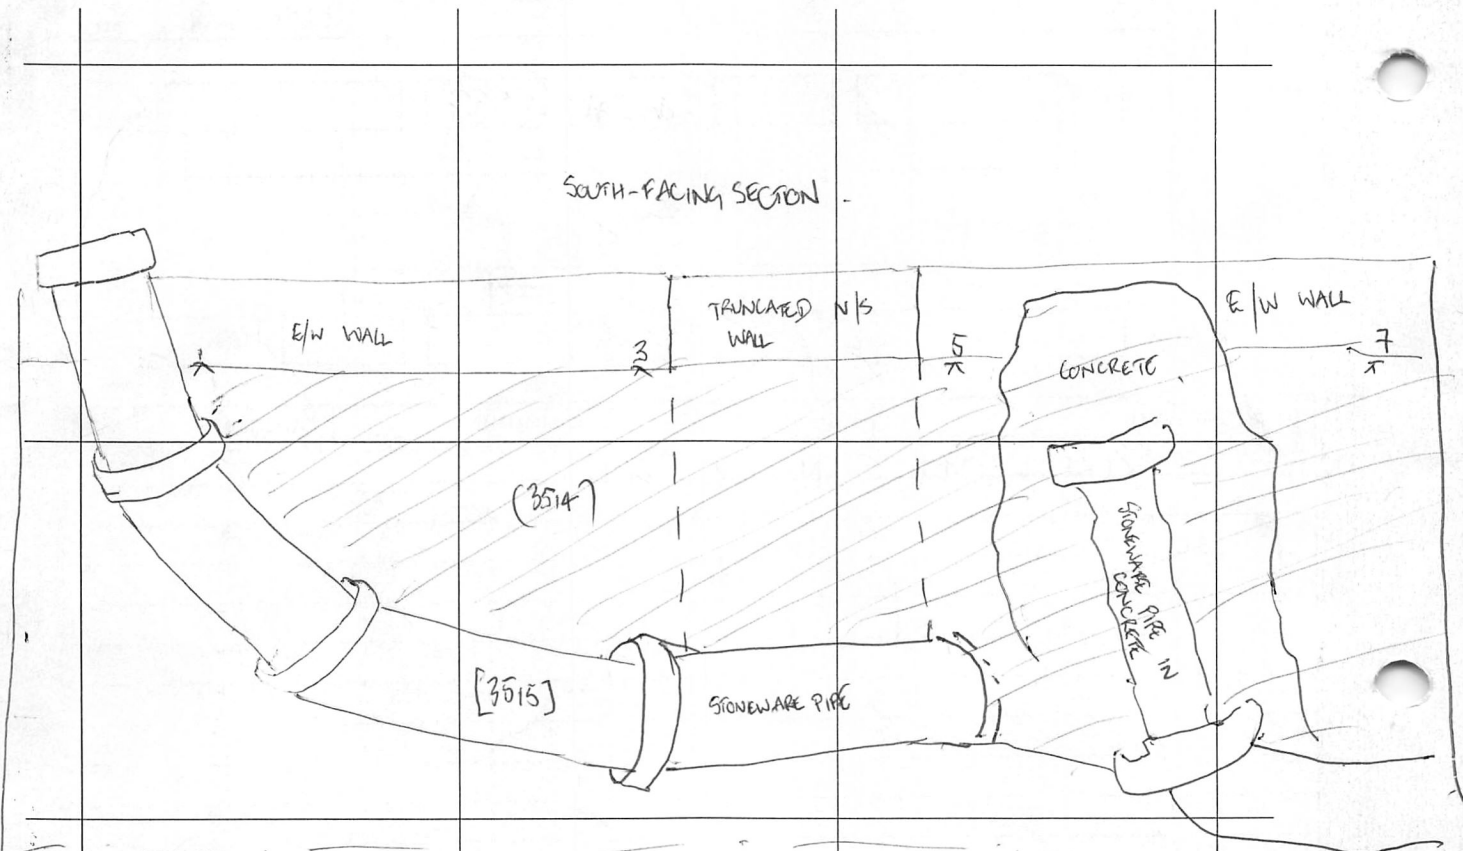 SOUTH-FACING SECTION.
E/W WALL
TRUNCATED N/S
WALL
E/W WALL
1
3
5
7
CONCRETE
(3514)
STONEWARE PIPE IN
CONCRETE
[3515]
STONEWARE PIPE